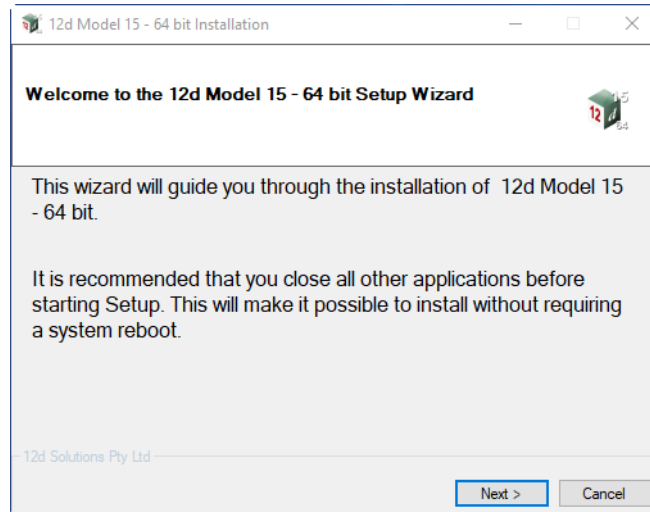 12d Model 15 - 64 bit Installation
Welcome to the 12d Model 15 - 64 bit Setup Wizard
15
12 d
64
This wizard will guide you through the installation of  12d Model 15
- 64 bit.
It is recommended that you close all other applications before
starting Setup. This will make it possible to install without requiring
a system reboot.
12d Solutions Pty Ltd
Next >
Cancel